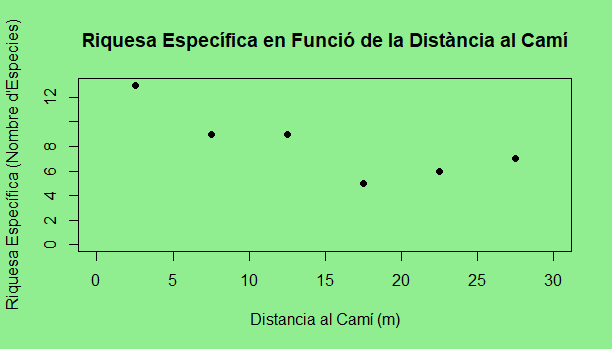 Riquesa Específica en Funció de la Distància al Camí
Riquesa Específica (Nombre d'Especies)
12
8
6
4
2
0
0 5 10 15 20 25 30
Distancia al Camí (m)